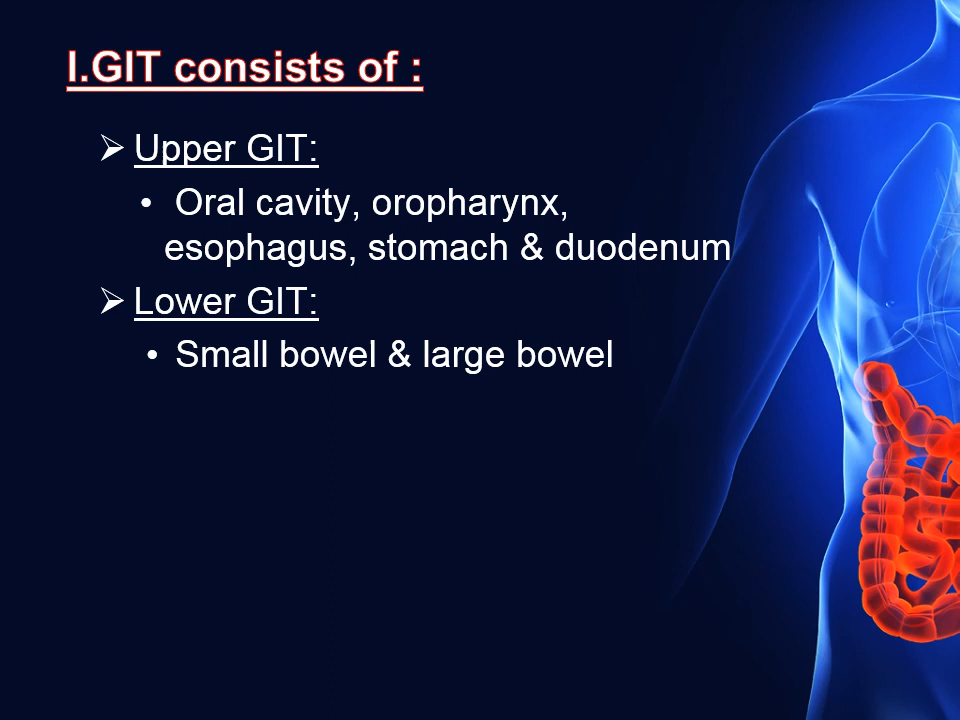 I.GIT consists of :
➢ Upper GIT:
• Oral cavity, oropharynx,
esophagus, stomach & duodenum
➢ Lower GIT:
• Small bowel & large bowel